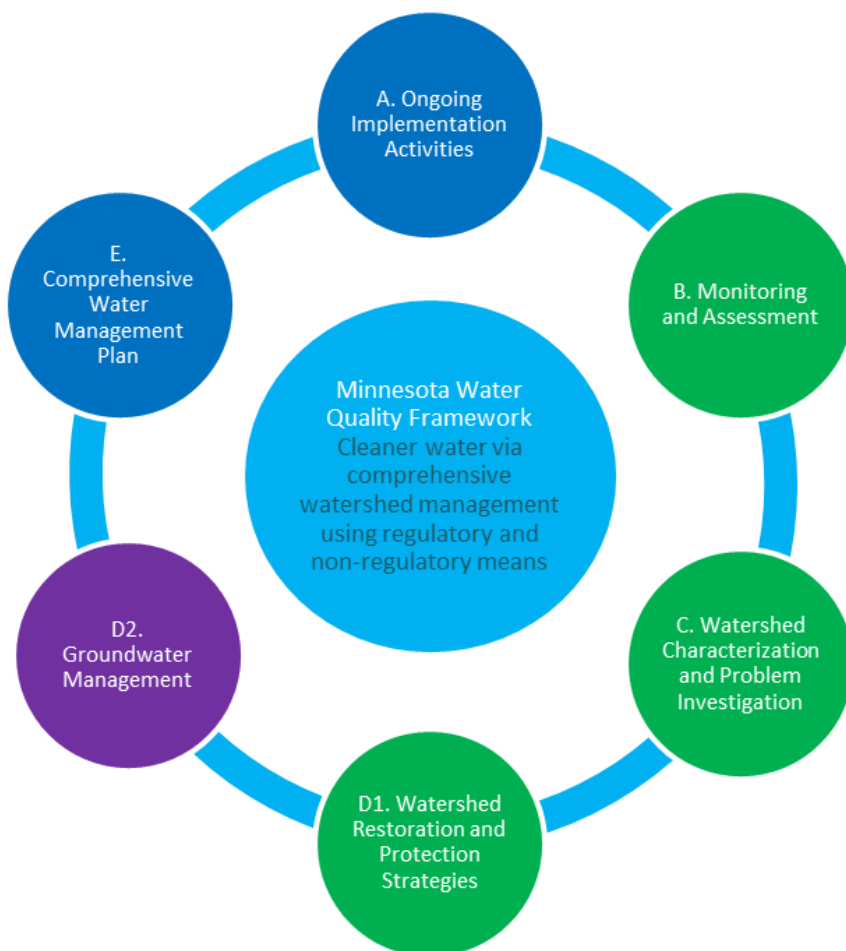 A. Ongoing
Implementation
Activities
B. Monitoring
and Assessment
C. Watershed
Characterization
and Problem
Investigation
D1. Watershed
Restoration and
Protection
Strategies
D2.
Groundwater
Management
E.
Comprehensive
Water
Management
Plan
Minnesota Water
Quality Framework
Cleaner water via
comprehensive
watershed management
using regulatory and
non-regulatory means